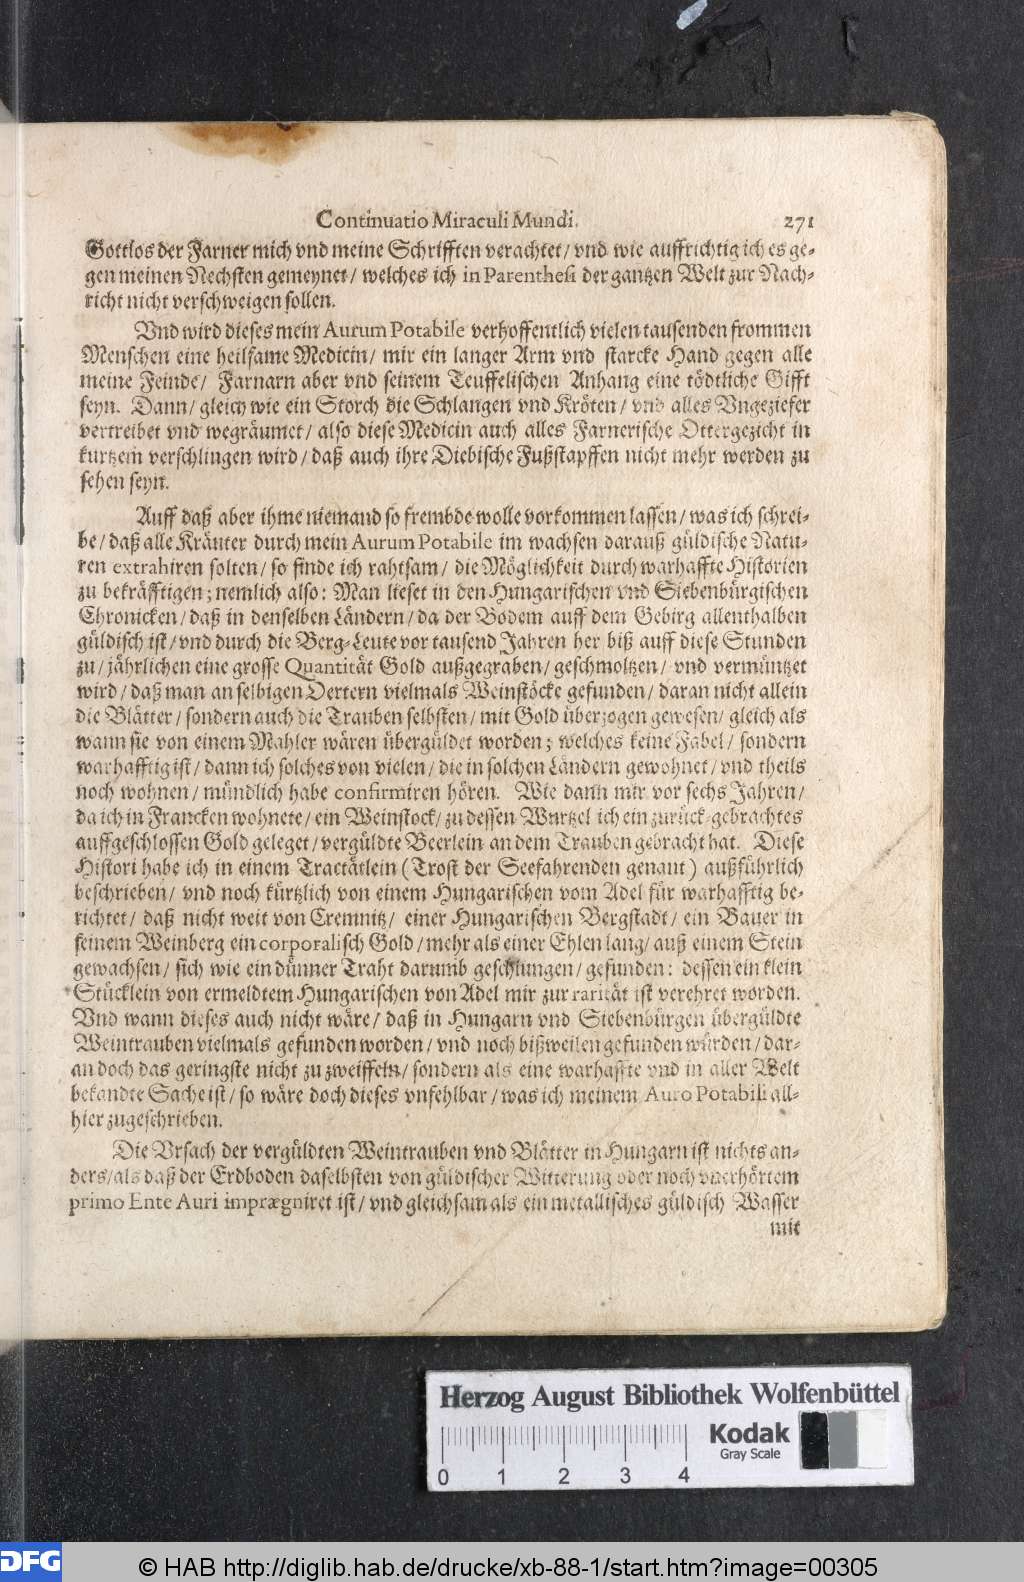 Continuatio Miraculi Mundi. 271
Gottlos der Farner mich vnd meine Schrifften verachtet/ vnd wie auffrichtig ich es ge-
gen meinen Nechsten gemeynet/ welches ich in Parenthesi der gantzen Welt zur Nach-
richt nicht verschweigen sollen.
Vnd wird dieses mein Aurum Potabile verhoffentlich vielen tausenden frommen
Menschen eine heilsame Medicin/ mir ein langer Arm vnd starcke Hand gegen alle
meine Feinde/ Farnarn aber vnd seinem Teuffelischen Anhang eine tödtliche Gifft
seyn. Dann/ gleich wie ein Storch die Schlangen vnd Kröten/ vnd alles Vngeziefer
vertreibet vnd wegräumet/ also diese Medicin auch alles Farnerische Ottergezicht in
kurtzem verschlingen wird/ daß auch ihre Diebische Fußstapffen nicht mehr werden zu
sehen seyn.
Auff daß aber ihme niemand so frembde wolle vorkommen lassen/ was ich schrei-
be/ daß alle Kräuter durch mein Aurum Potabile im wachsen darauß güldische Natu-
ren extrahiren solten/ so finde ich rahtsam/ die Möglichkeit durch warhaffte Historien
zu bekräfftigen; nemlich also: Man lieset in den Hungarischen vnd Siebenbürgischen
Chronicken/ daß in denselben Ländern/ da der Bodem auff dem Gebirg allenthalben
güldisch ist/ vnd durch die Berg-Leute vor tausend Jahren her biß auff diese Stunden
zu/ jährlichen eine grosse Quantität Gold außgegraben/ geschmoltzen/ vnd vermüntzet
wird/ daß man an selbigen Oertern vielmals Weinstöcke gefunden/ daran nicht allein
die Blätter/ sondern auch die Trauben selbsten/ mit Gold überzogen gewesen/ gleich als
wann sie von einem Mahler wären übergüldet worden; welches keine Fabel/ sondern
warhafftig ist/ dann ich solches von vielen/ die in solchen Ländern gewohnet/ vnd theils
noch wohnen/ mündlich habe confirmiren hören. Wie dann mir vor sechs Jahren/
da ich in Francken wohnete/ ein Weinstock/ zu dessen Wurtzel ich ein zurück-gebrachtes
auffgeschlossen Gold geleget/ vergüldte Beerlein an dem Trauben gebracht hat. Diese
Histori habe ich in einem Tractätlein (Trost der Seefahrenden genant) außführlich
beschrieben/ vnd noch kürtzlich von einem Hungarischen vom Adel für warhafftig be-
richtet/ daß nicht weit von Cremnitz/ einer Hungarischen Bergstadt/ ein Bauer in
seinem Weinberg ein corporalisch Gold/ mehr als einer Ehlen lang/ auß einem Stein
gewachsen/ sich wie ein dünner Traht darumb geschlungen/ gefunden: dessen ein klein
Stücklein von ermeldtem Hungarischen von Adel mir zur rarität ist verehret worden.
Vnd wann dieses auch nicht wäre/ daß in Hungarn vnd Siebenbürgen übergüldte
Weintrauben vielmals gefunden worden/ vnd noch bißweilen gefunden würden/ dar-
an doch das geringste nicht zu zweiffeln/ sondern als eine warhaffte vnd in aller Welt
bekandte Sache ist/ so wäre doch dieses vnfehlbar/ was ich meinem Auro Potabili all-
hier zugeschrieben.
Die Vrsach der vergüldten Weintrauben vnd Blätter in Hungarn ist nichts an-
ders/ als daß der Erdboden daselbsten von güldischer Witterung oder noch vnerhörtem
primo Ente Auri imprægniret ist/ vnd gleichsam als ein metallisches güldisch Wasser
mit
Herzog August Bibliothek Wolfenbüttel
0 1 2 3 4
Kodak
Gray Scale
DFG
© HAB http://diglib.hab.de/drucke/xb-88-1/start.htm?image=00305